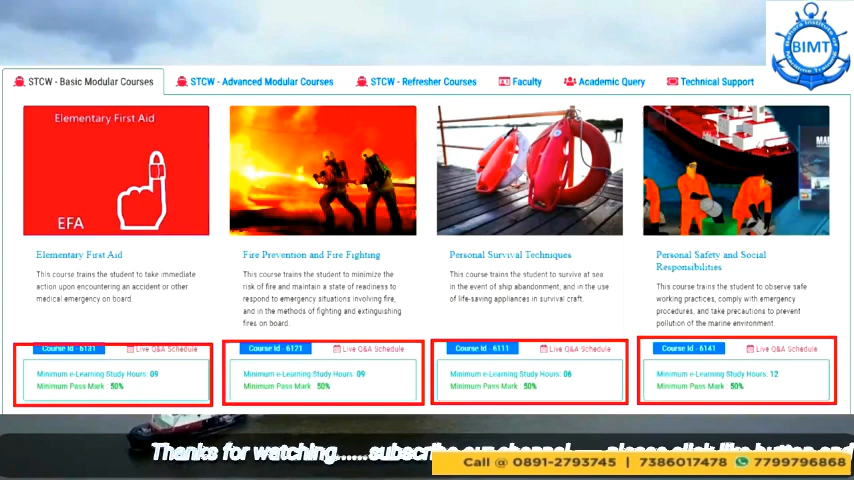 BIMT
STCW - Basic Modular Courses
STCW - Advanced Modular Courses
STCW - Refresher Courses
Faculty
Academic Query
Technical Support
Elementary First Aid
EFA
Elementary First Aid
This course trains the student to take immediate
action upon encountering an accident or other
medical emergency on board.
Course Id - 6131
Live Q&A Schedule
Minimum e-Learning Study Hours: 09
Minimum Pass Mark : 50%
Fire Prevention and Fire Fighting
This course trains the student to minimize the
risk of fire and maintain a state of readiness to
respond to emergency situations involving fire,
and in the methods of fighting and extinguishing
fires on board.
Course Id - 6121
Live Q&A Schedule
Minimum e-Learning Study Hours: 09
Minimum Pass Mark : 50%
Personal Survival Techniques
This course trains the student to survive at sea
in the event of ship abandonment, and in the use
of life-saving appliances in survival craft.
Course Id - 6111
Live Q&A Schedule
Minimum e-Learning Study Hours: 06
Minimum Pass Mark : 50%
Personal Safety and Social
Responsibilities
This course trains the student to observe safe
working practices, comply with emergency
procedures, and take precautions to prevent
pollution of the marine environment.
Course Id - 6141
Live Q&A Schedule
Minimum e-Learning Study Hours: 12
Minimum Pass Mark : 50%
Thanks for watching......subscribe our channel...... please click like button and
Call @ 0891-2793745 | 7386017478 7799796868